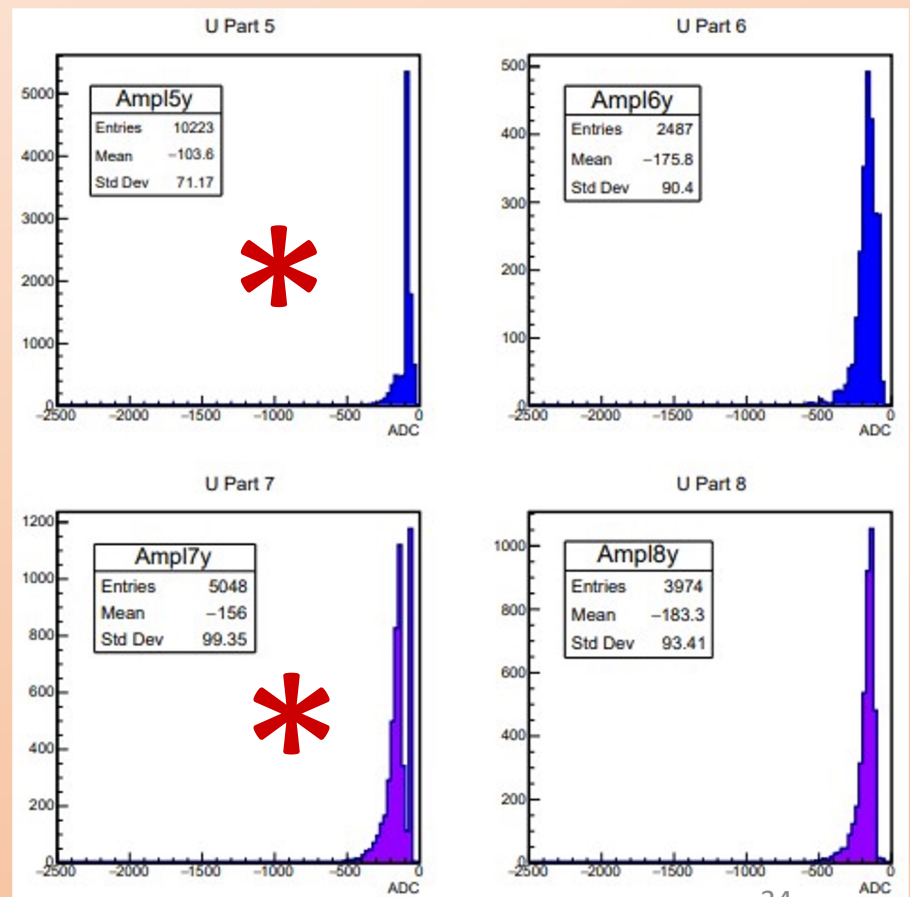 U Part 5
5000
4000
3000
2000
1000
0
Ampl5y
Entries 10223
Mean −103.6
Std Dev 71.17
−2500 −2000 −1500 −1000 −500 0
ADC
U Part 6
500
400
300
200
100
0
Ampl6y
Entries 2487
Mean −175.8
Std Dev 90.4
−2500 −2000 −1500 −1000 −500 0
ADC
U Part 7
1200
1000
800
600
400
200
0
Ampl7y
Entries 5048
Mean −156
Std Dev 99.35
−2500 −2000 −1500 −1000 −500 0
ADC
U Part 8
1000
800
600
400
200
0
Ampl8y
Entries 3974
Mean −183.3
Std Dev 93.41
−2500 −2000 −1500 −1000 −500 0
ADC
*
*